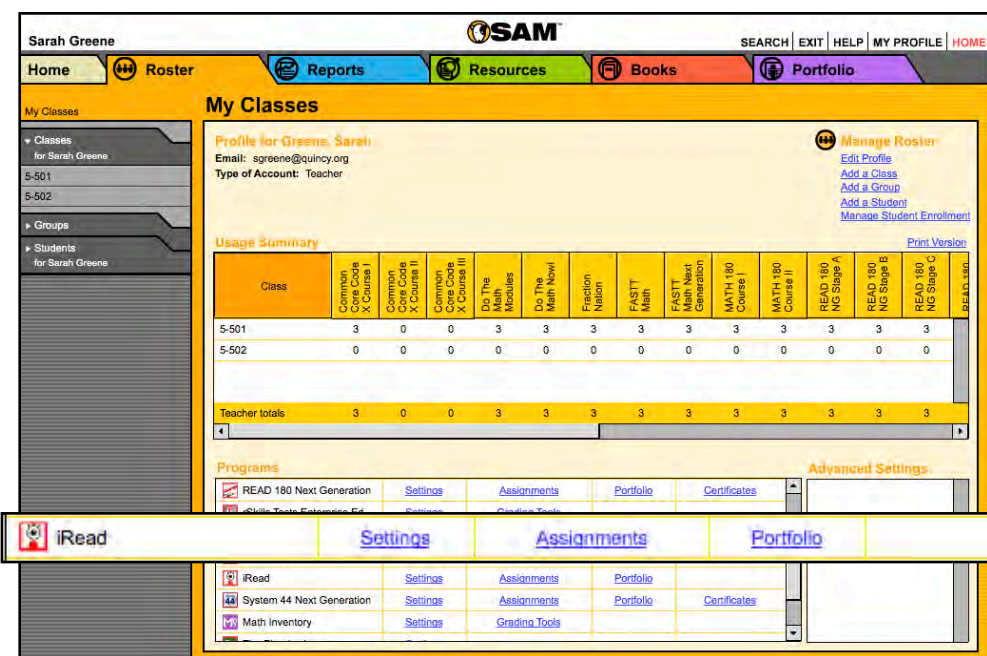 Sarah Greene
SAM
SEARCH EXIT HELP MY PROFILE HOME
Home Roster Reports Resources Books Portfolio
My Classes
My Classes
Classes
for Sarah Greene
5-501
5-502
Groups
Students
for Sarah Greene
Profile for Greene, Sarah
Email: sgreene@quincy.org
Type of Account: Teacher
Manage Roster
Edit Profile
Add a Class
Add a Group
Add a Student
Manage Student Enrollment
Usage Summary
Print Version
Class
Common Core Code X Course I
Common Core Code X Course II
Common Core Code X Course III
Do The Math Modules
Do The Math Now!
Fraction Nation
FASTT Math
FASTT Math Next Generation
MATH 180 Course I
MATH 180 Course II
READ 180 NG Stage A
READ 180 NG Stage B
READ 180 NG Stage C
READ 180
5-501 3 0 0 3 3 3 3 3 3 3 3 3 3
5-502 0 0 0 0 0 0 0 0 0 0 0 0 0
Teacher totals 3 0 0 3 3 3 3 3 3 3 3 3 3
Programs
Advanced Settings
READ 180 Next Generation Settings Assignments Portfolio Certificates
iRead Settings Assignments Portfolio
iRead Settings Assignments Portfolio
44 System 44 Next Generation Settings Assignments Portfolio Certificates
Math Inventory Settings Grading Tools